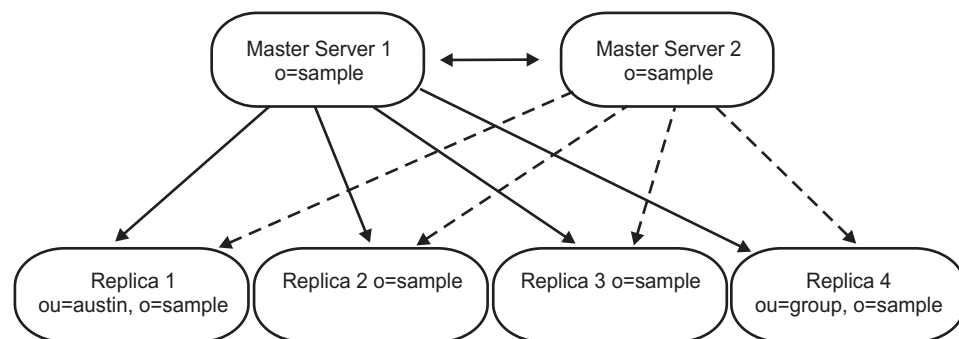 Master Server 1
o=sample
Master Server 2
o=sample
Replica 1
ou=austin, o=sample
Replica 2 o=sample
Replica 3 o=sample
Replica 4
ou=group, o=sample